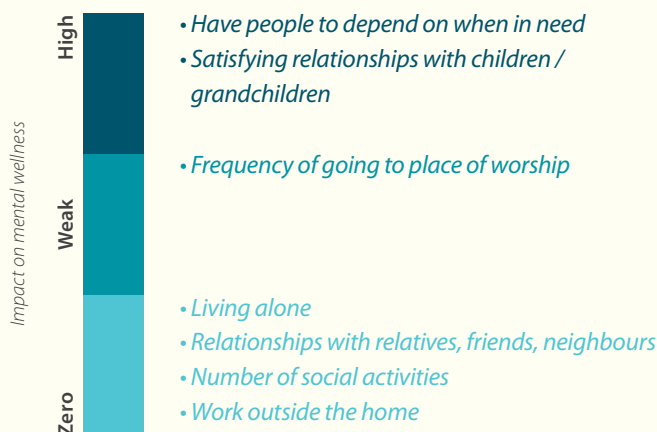 High
• Have people to depend on when in need
• Satisfying relationships with children /
grandchildren
Impact on mental wellness
Weak
• Frequency of going to place of worship
Zero
• Living alone
• Relationships with relatives, friends, neighbours
• Number of social activities
• Work outside the home